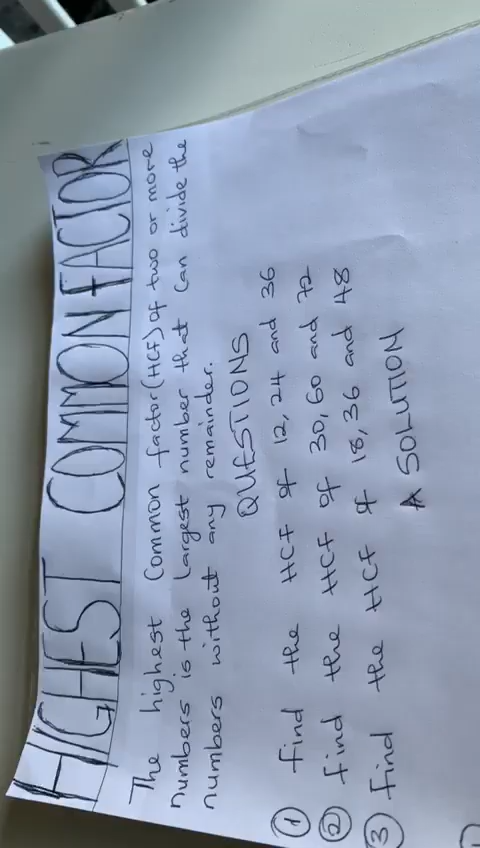 HIGHEST COMMON FACTOR
The highest Common factor (HCF) of two or more
numbers is the largest number that can divide the
numbers without any remainder.
QUESTIONS
① find the HCF of 12, 24 and 36
② find the HCF of 30, 60 and 72
③ find the HCF of 18, 36 and 48
A SOLUTION